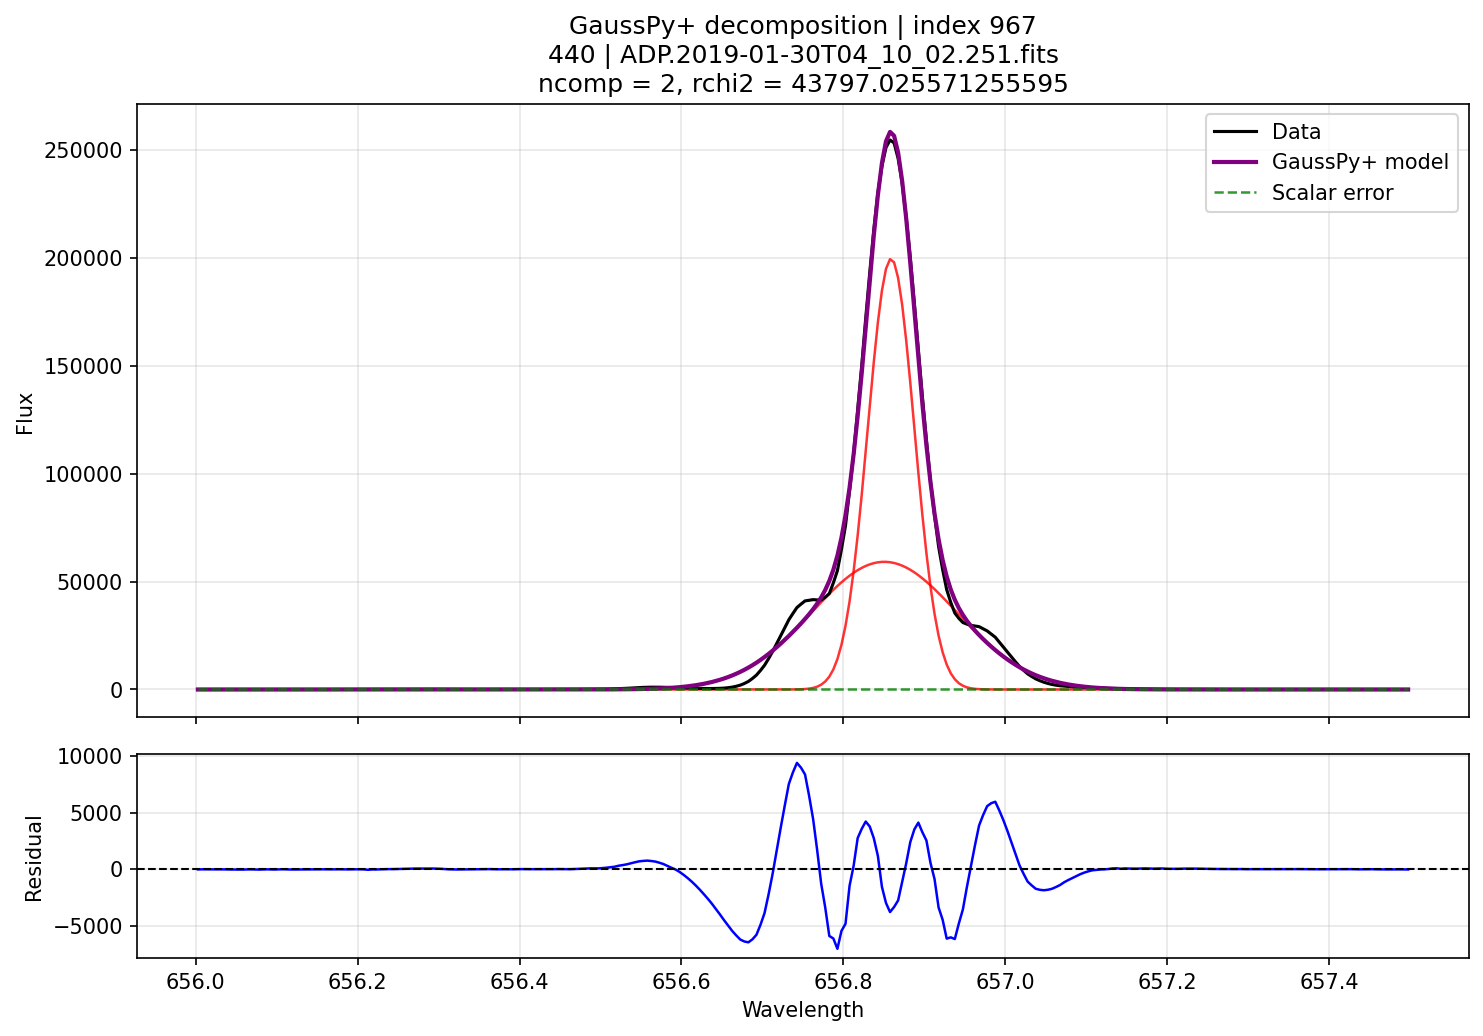 GaussPy+ decomposition | index 967
440 | ADP.2019-01-30T04_10_02.251.fits
ncomp = 2, rchi2 = 43797.025571255595
Data
GaussPy+ model
Scalar error
250000
200000
150000
100000
50000
0
Flux
10000
5000
0
−5000
Residual
656.0 656.2 656.4 656.6 656.8 657.0 657.2 657.4
Wavelength